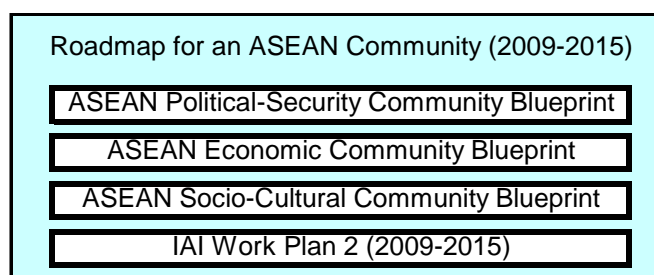 Roadmap for an ASEAN Community (2009-2015)
ASEAN Political-Security Community Blueprint
ASEAN Economic Community Blueprint
ASEAN Socio-Cultural Community Blueprint
IAI Work Plan 2 (2009-2015)